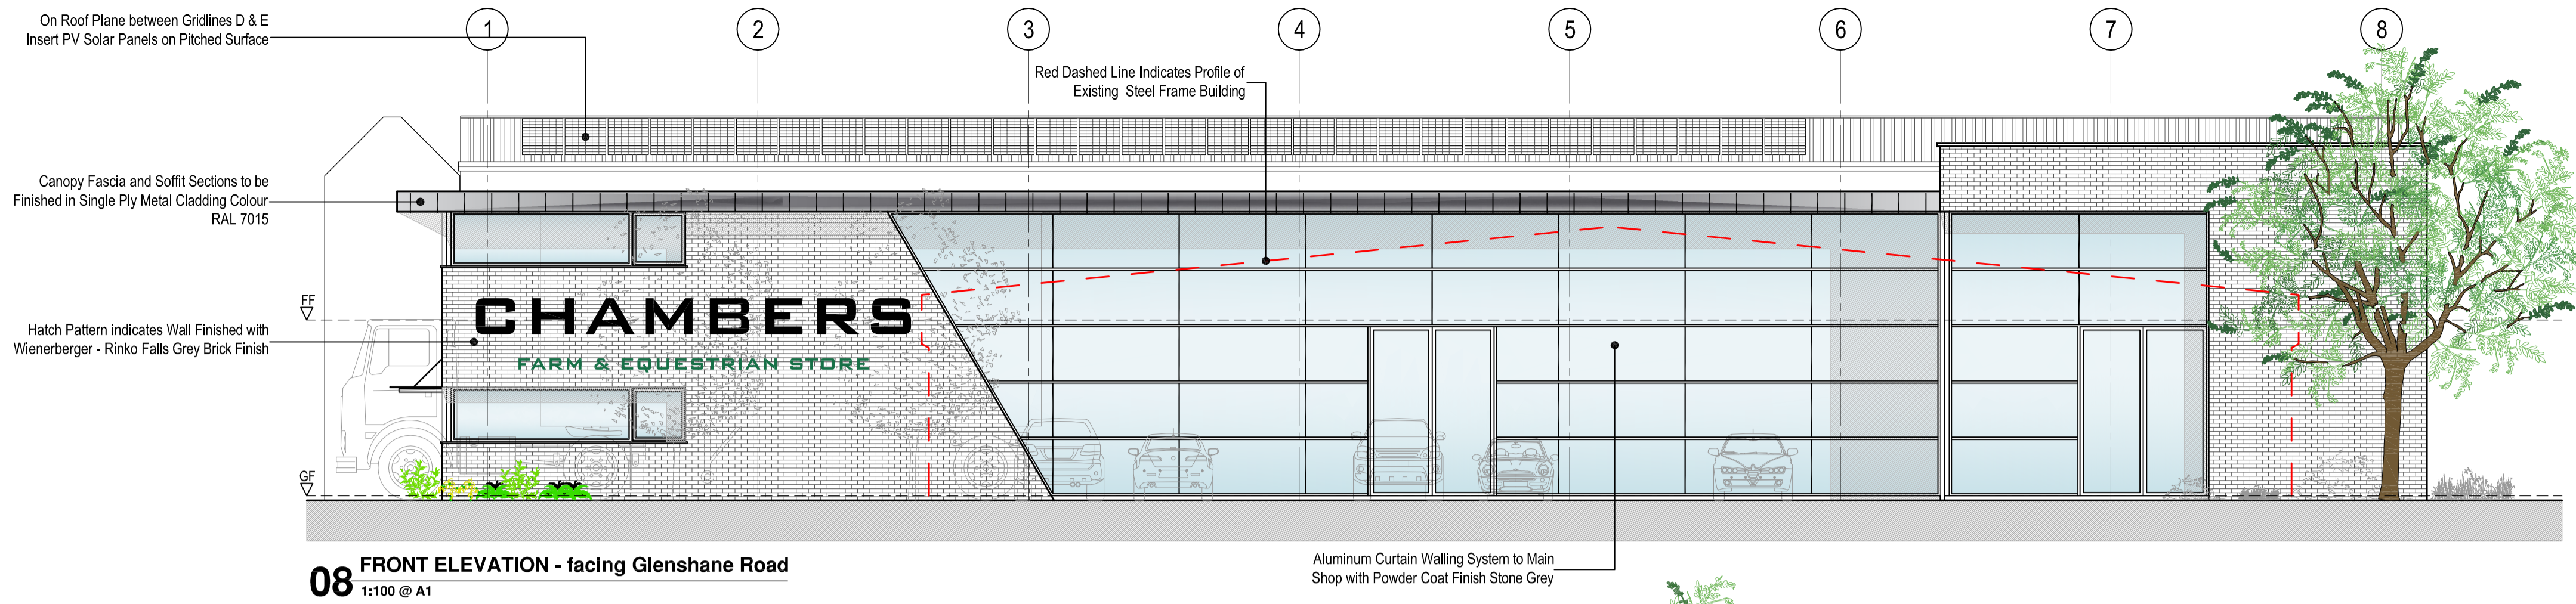 On Roof Plane between Gridlines D & E
Insert PV Solar Panels on Pitched Surface
1
2
3
4
5
6
7
8
Red Dashed Line Indicates Profile of
Existing Steel Frame Building
Canopy Fascia and Soffit Sections to be
Finished in Single Ply Metal Cladding Colour
RAL 7015
FF
CHAMBERS
FARM & EQUESTRIAN STORE
Hatch Pattern indicates Wall Finished with
Wienerberger - Rinko Falls Grey Brick Finish
GF
Aluminum Curtain Walling System to Main
Shop with Powder Coat Finish Stone Grey
08 FRONT ELEVATION - facing Glenshane Road
1:100 @ A1